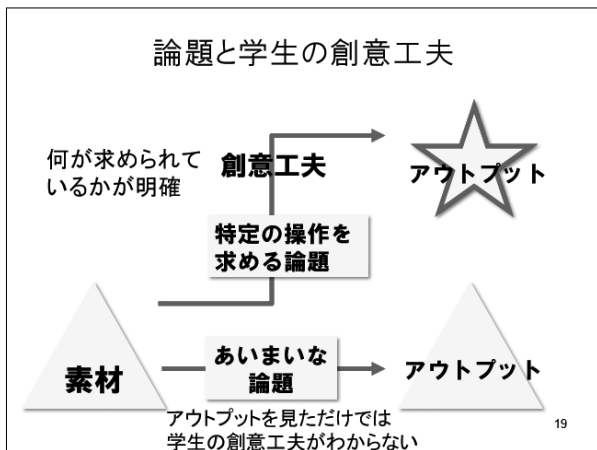 論題と学生の創意工夫
何が求められて
いるかが明確
創意工夫
アウトプット
特定の操作を
求める論題
素材
あいまいな
論題
アウトプット
アウトプットを見ただけでは
学生の創意工夫がわからない
19